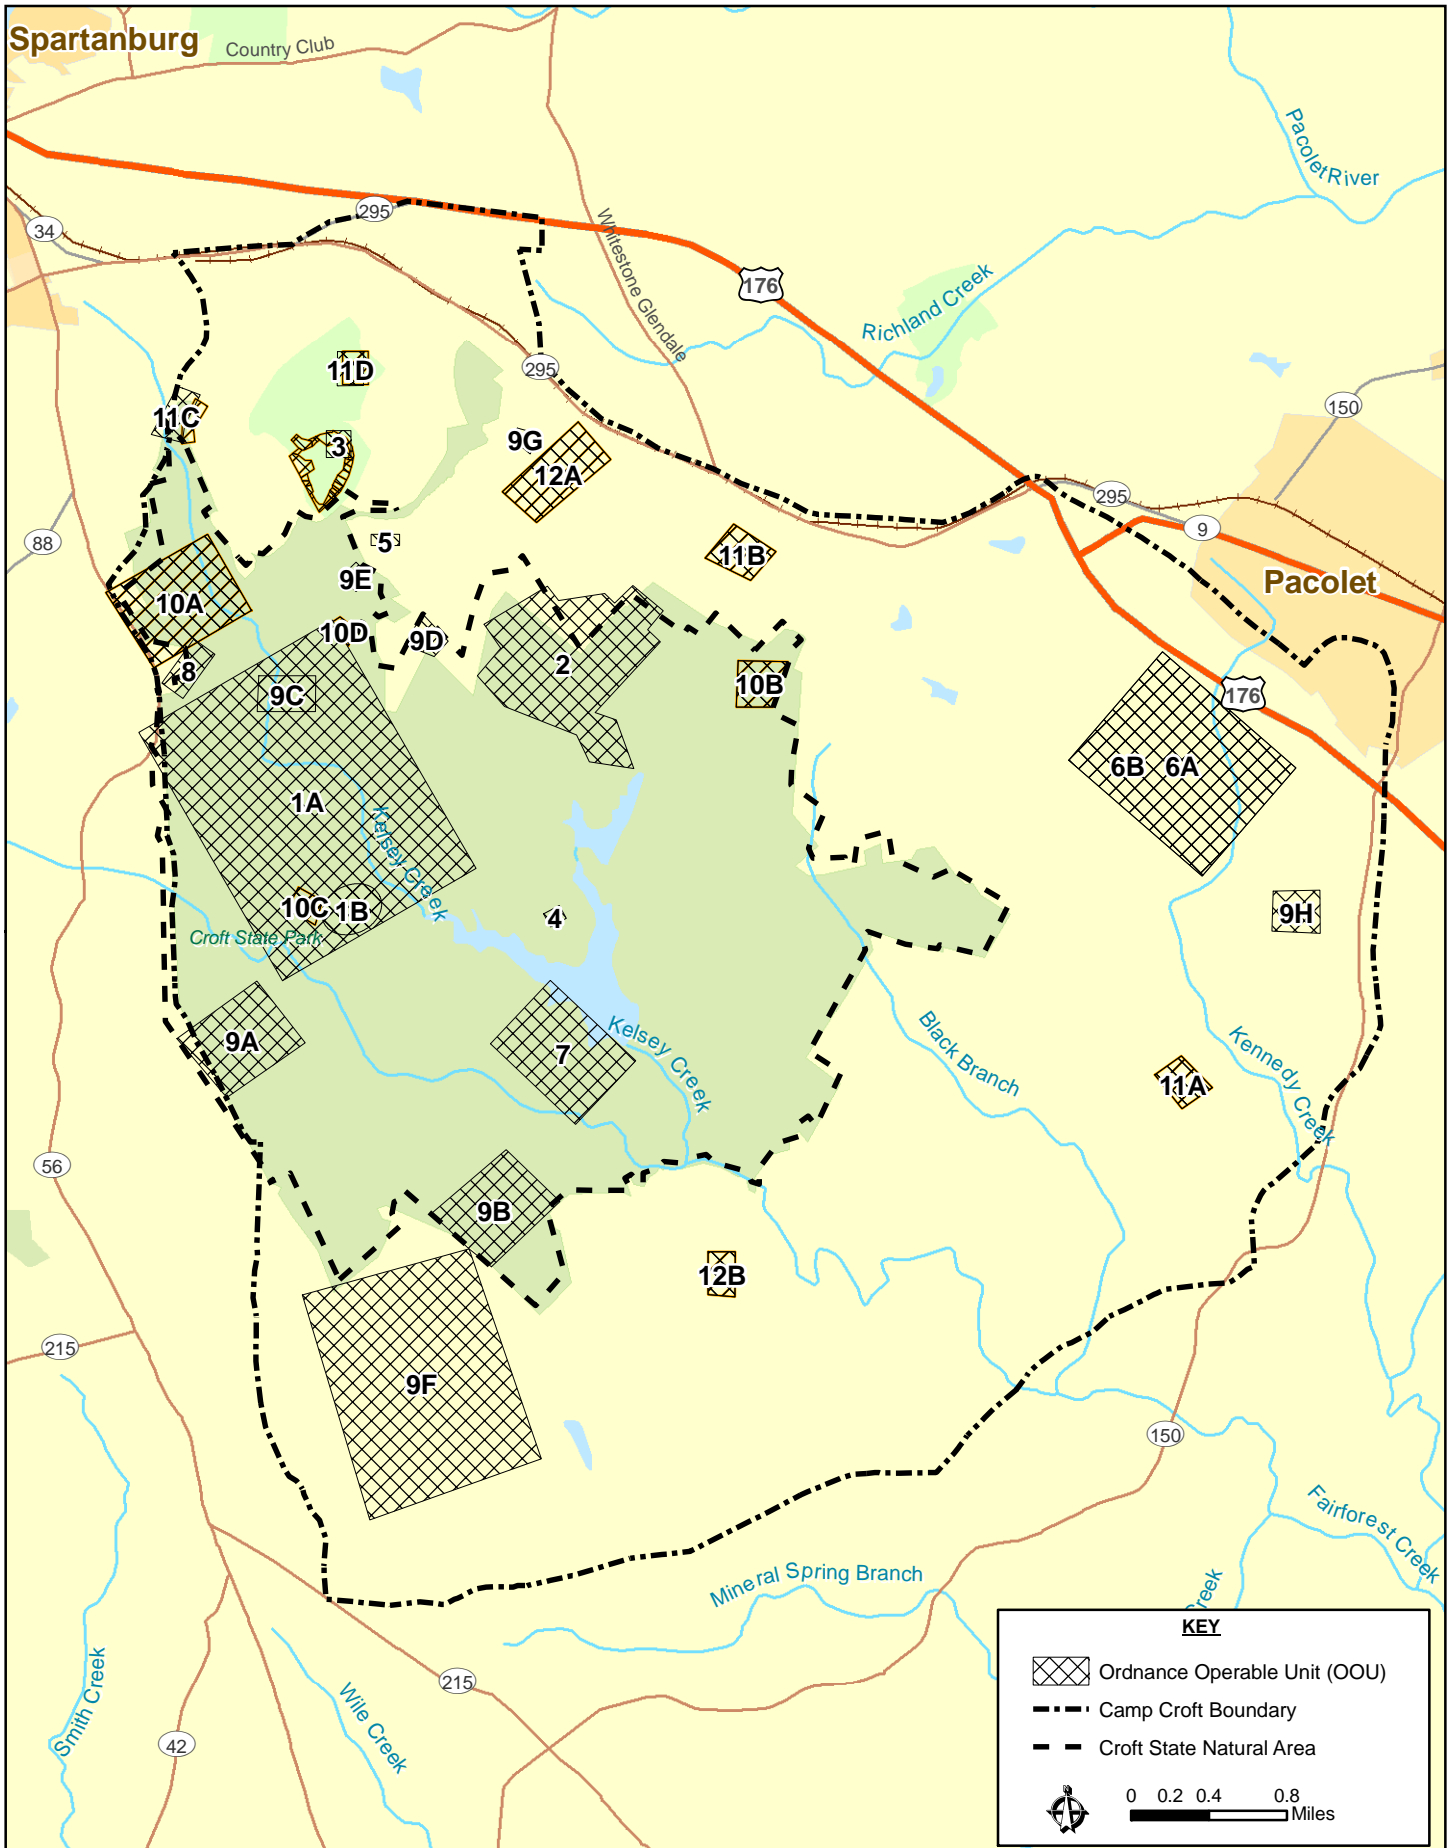 Spartanburg
Country Club
Pacolet River
34
295
Whitestone Glendale
176
Richland Creek
295
11D
150
11C
3
9G
12A
295
9
88
5
11B
9E
Pacolet
10A
10D
9D
8
2
10B
9C
176
6B
6A
1A
Kelsey Creek
10C
1B
4
9H
Croft State Park
9A
7
Kelsey Creek
Black Branch
Kennedy Creek
11A
56
9B
12B
215
9F
150
Fairforest Creek
Mineral Spring Branch
Creek
Smith Creek
Wile Creek
215
42
KEY
Ordnance Operable Unit (OOU)
Camp Croft Boundary
Croft State Natural Area
0 0.2 0.4 0.8
Miles